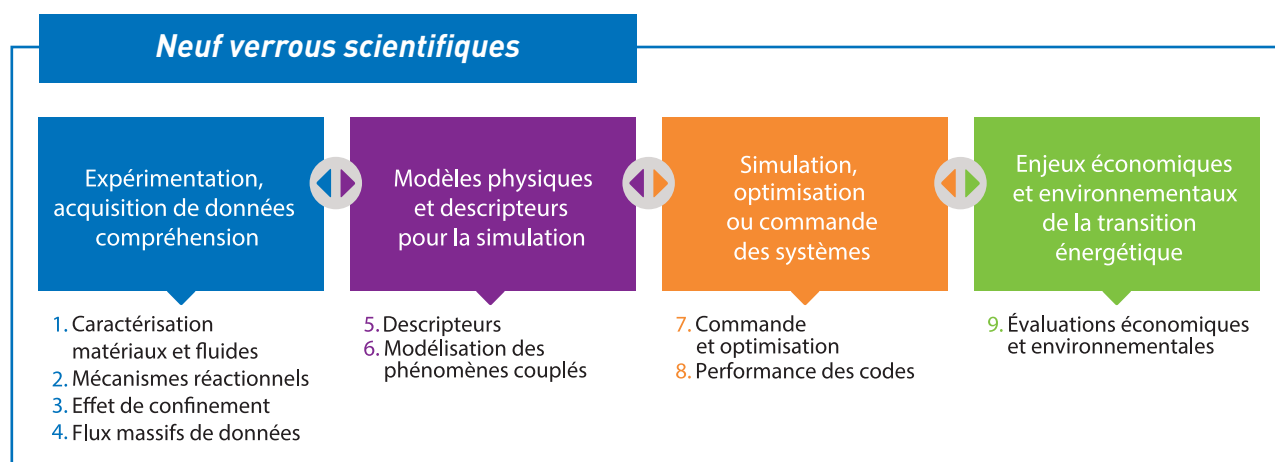 Neuf verrous scientifiques
Expérimentation,
acquisition de données
compréhension
Modèles physiques
et descripteurs
pour la simulation
Simulation,
optimisation
ou commande
des systèmes
Enjeux économiques
et environnementaux
de la transition
énergétique
1. Caractérisation
matériaux et fluides
2. Mécanismes réactionnels
3. Effet de confinement
4. Flux massifs de données
5. Descripteurs
6. Modélisation des
phénomènes couplés
7. Commande
et optimisation
8. Performance des codes
9. Évaluations économiques
et environnementales